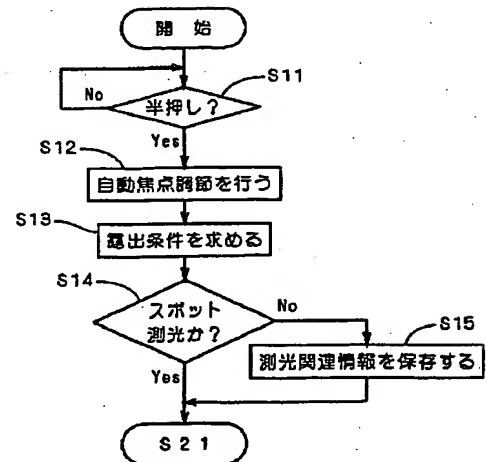 開始
S11
No
半押し?
Yes
S12
自動焦点調節を行う
S13
露出条件を求める
S14
スポット
測光か?
No
S15
測光関連情報を保存する
Yes
S21